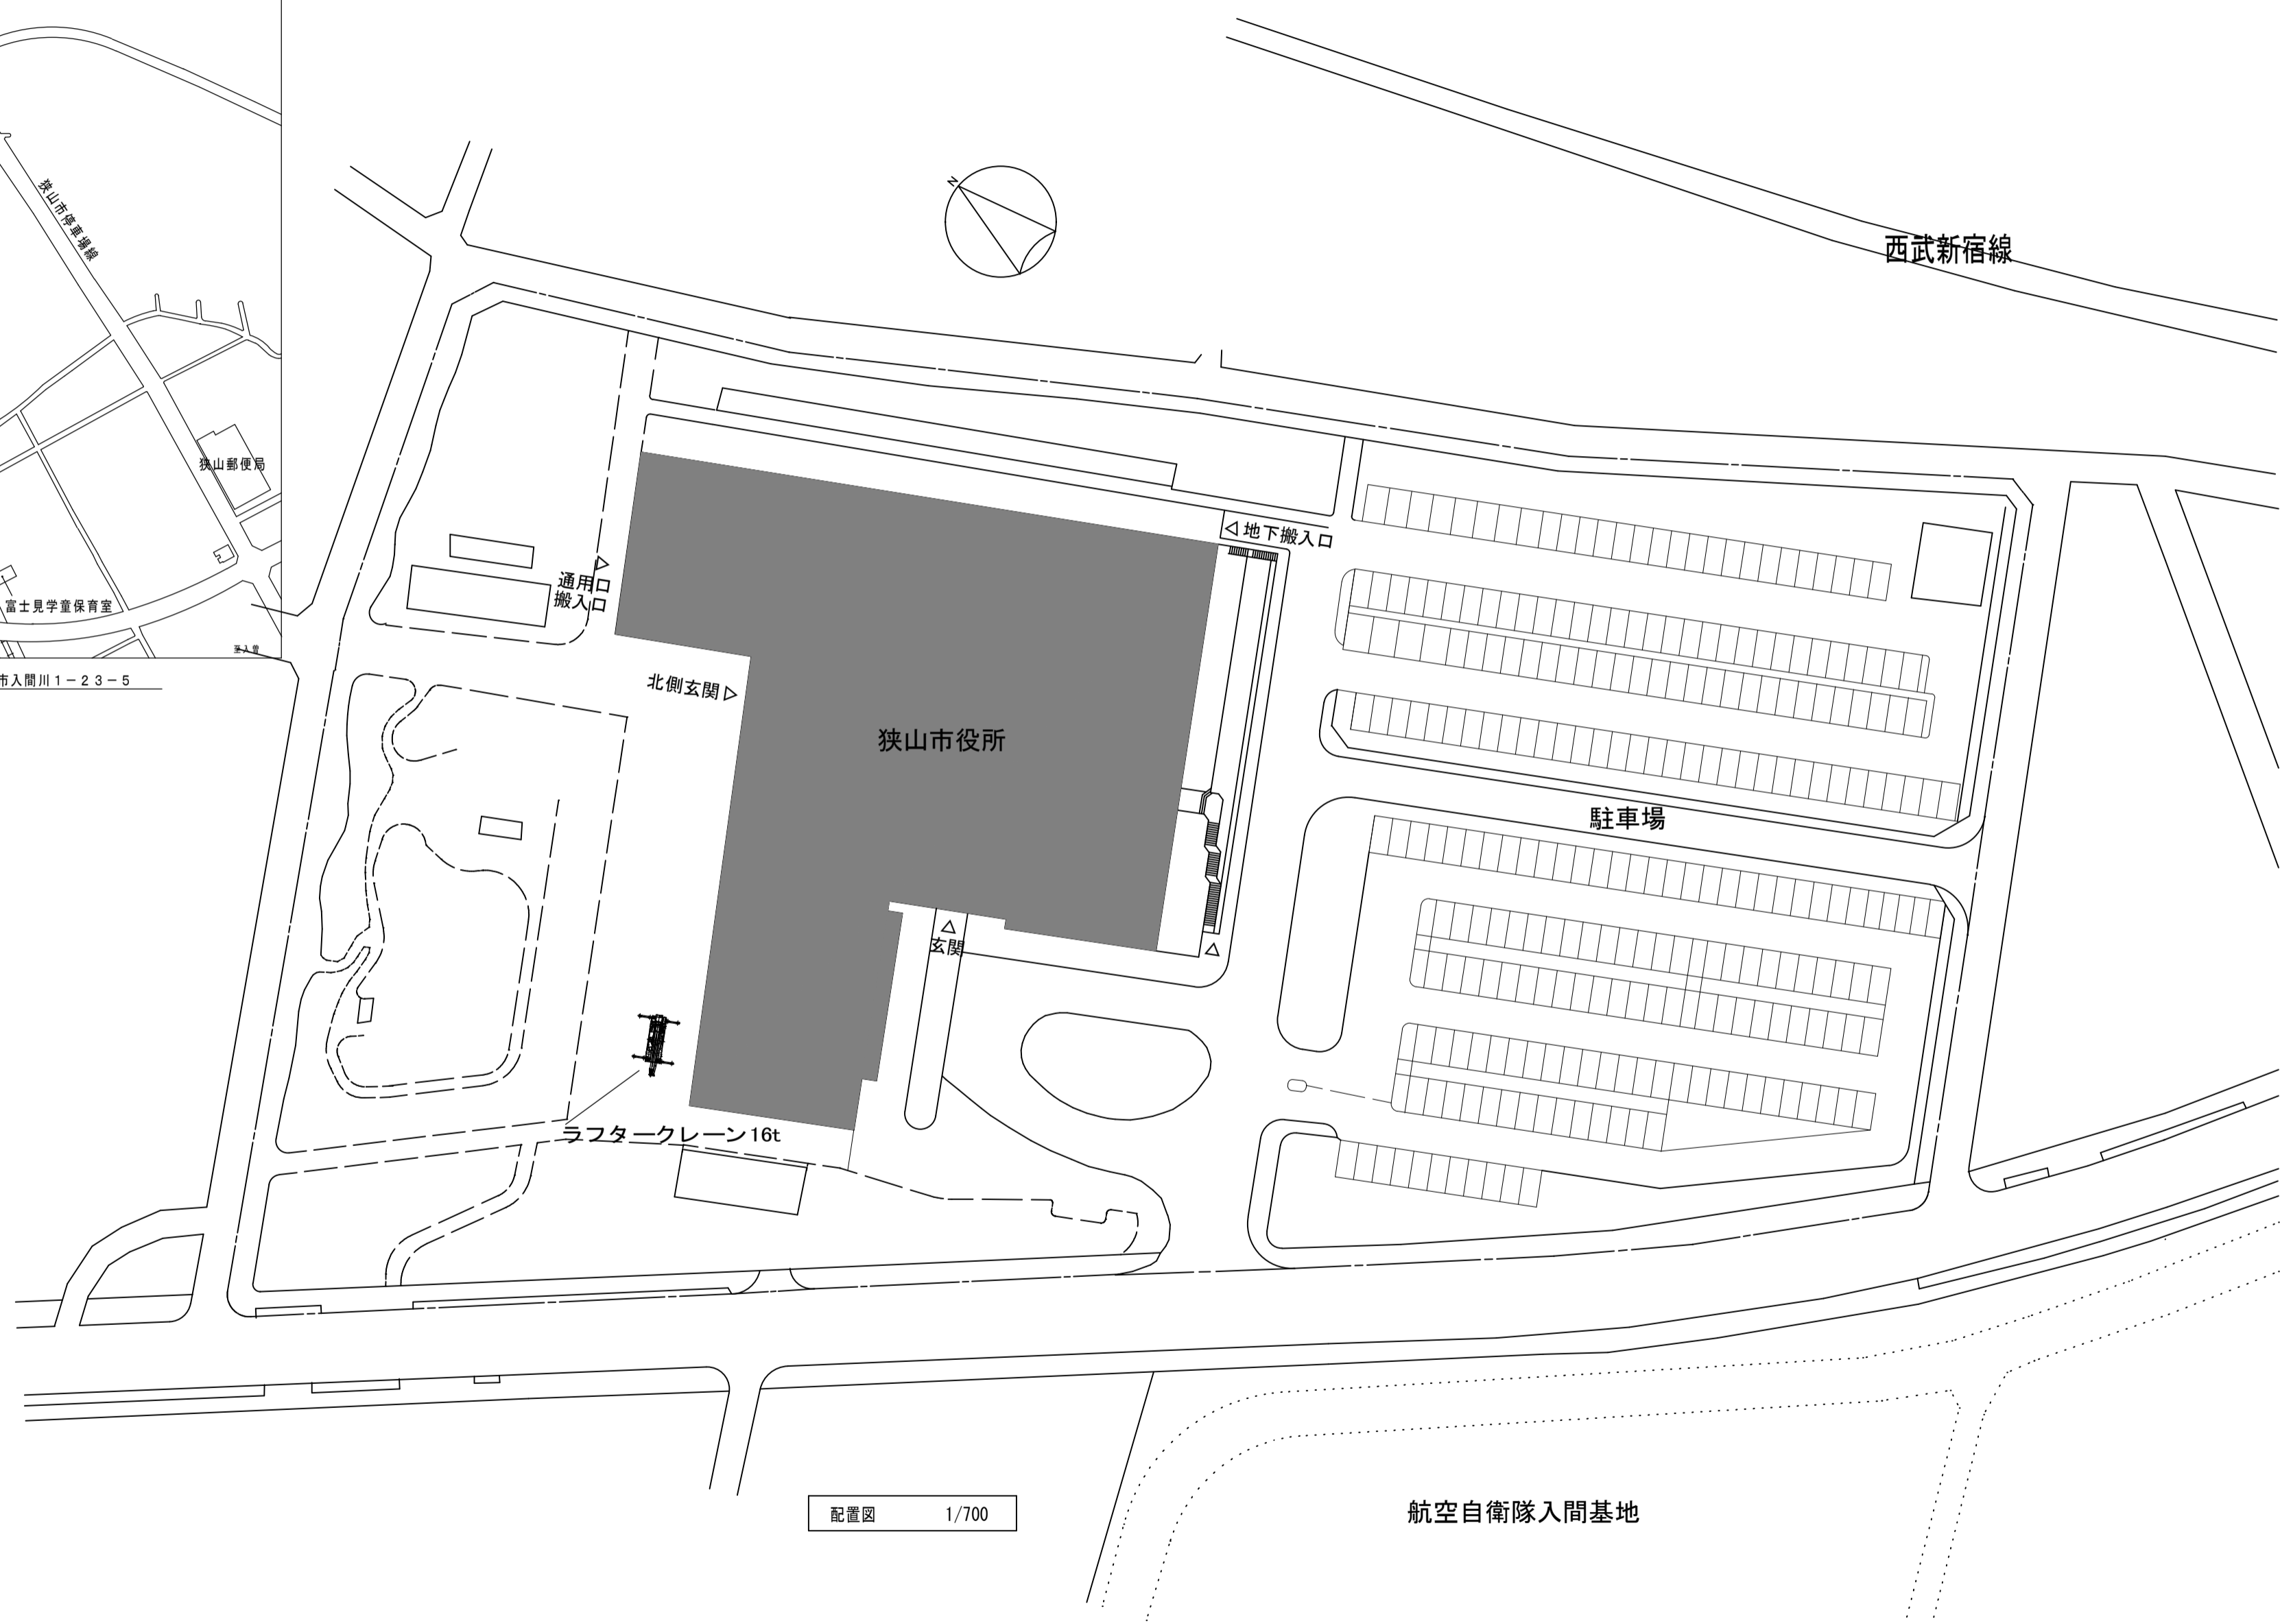 狭山市停車場線
狭山郵便局
富士見学童保育室
至入曽
市入間川1-23-5
N
西武新宿線
地下搬入口
通用口
搬入口
北側玄関
狭山市役所
駐車場
玄関
ラフタークレーン16t
配置図 1/700
航空自衛隊入間基地